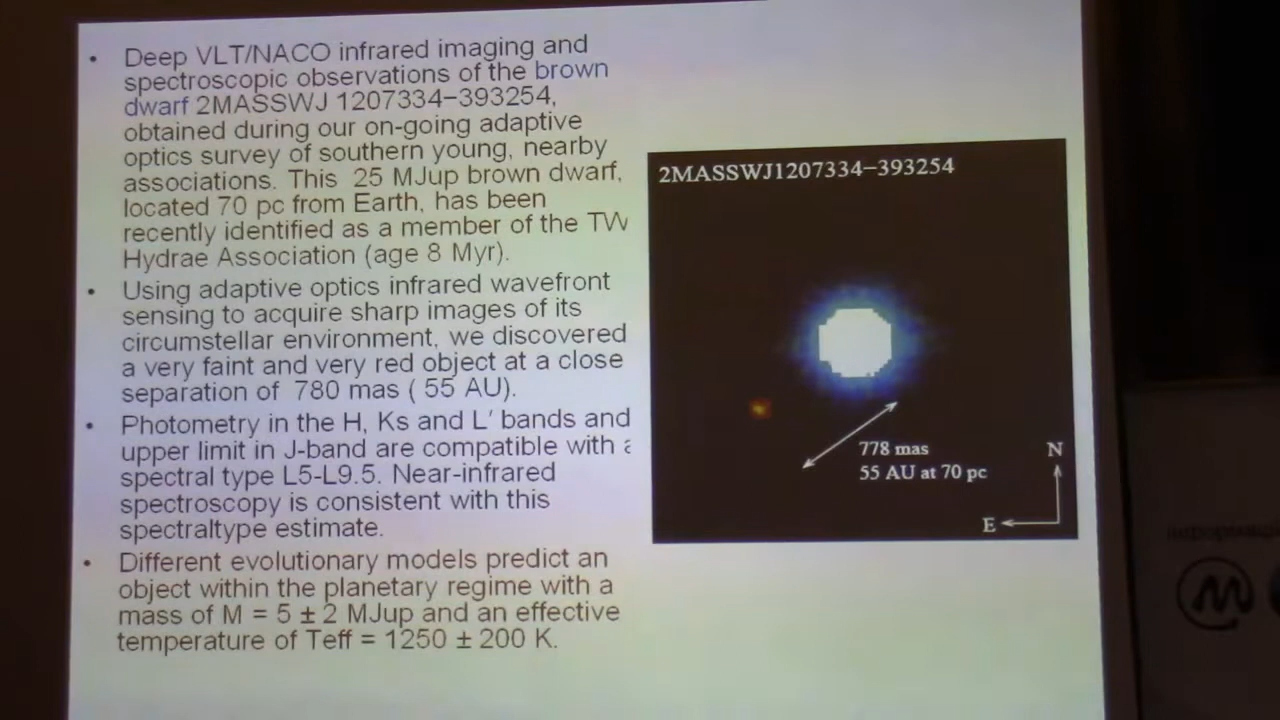 • Deep VLT/NACO infrared imaging and
spectroscopic observations of the brown
dwarf 2MASSWJ 1207334−393254,
obtained during our on-going adaptive
optics survey of southern young, nearby
associations. This 25 MJup brown dwarf,
located 70 pc from Earth, has been
recently identified as a member of the TW
Hydrae Association (age 8 Myr).
• Using adaptive optics infrared wavefront
sensing to acquire sharp images of its
circumstellar environment, we discovered
a very faint and very red object at a close
separation of 780 mas ( 55 AU).
• Photometry in the H, Ks and L′ bands and
upper limit in J-band are compatible with
spectral type L5-L9.5. Near-infrared
spectroscopy is consistent with this
spectraltype estimate.
• Different evolutionary models predict an
object within the planetary regime with a
mass of M = 5 ± 2 MJup and an effective
temperature of Teff = 1250 ± 200 K.
2MASSWJ1207334−393254
778 mas
55 AU at 70 pc
N
E